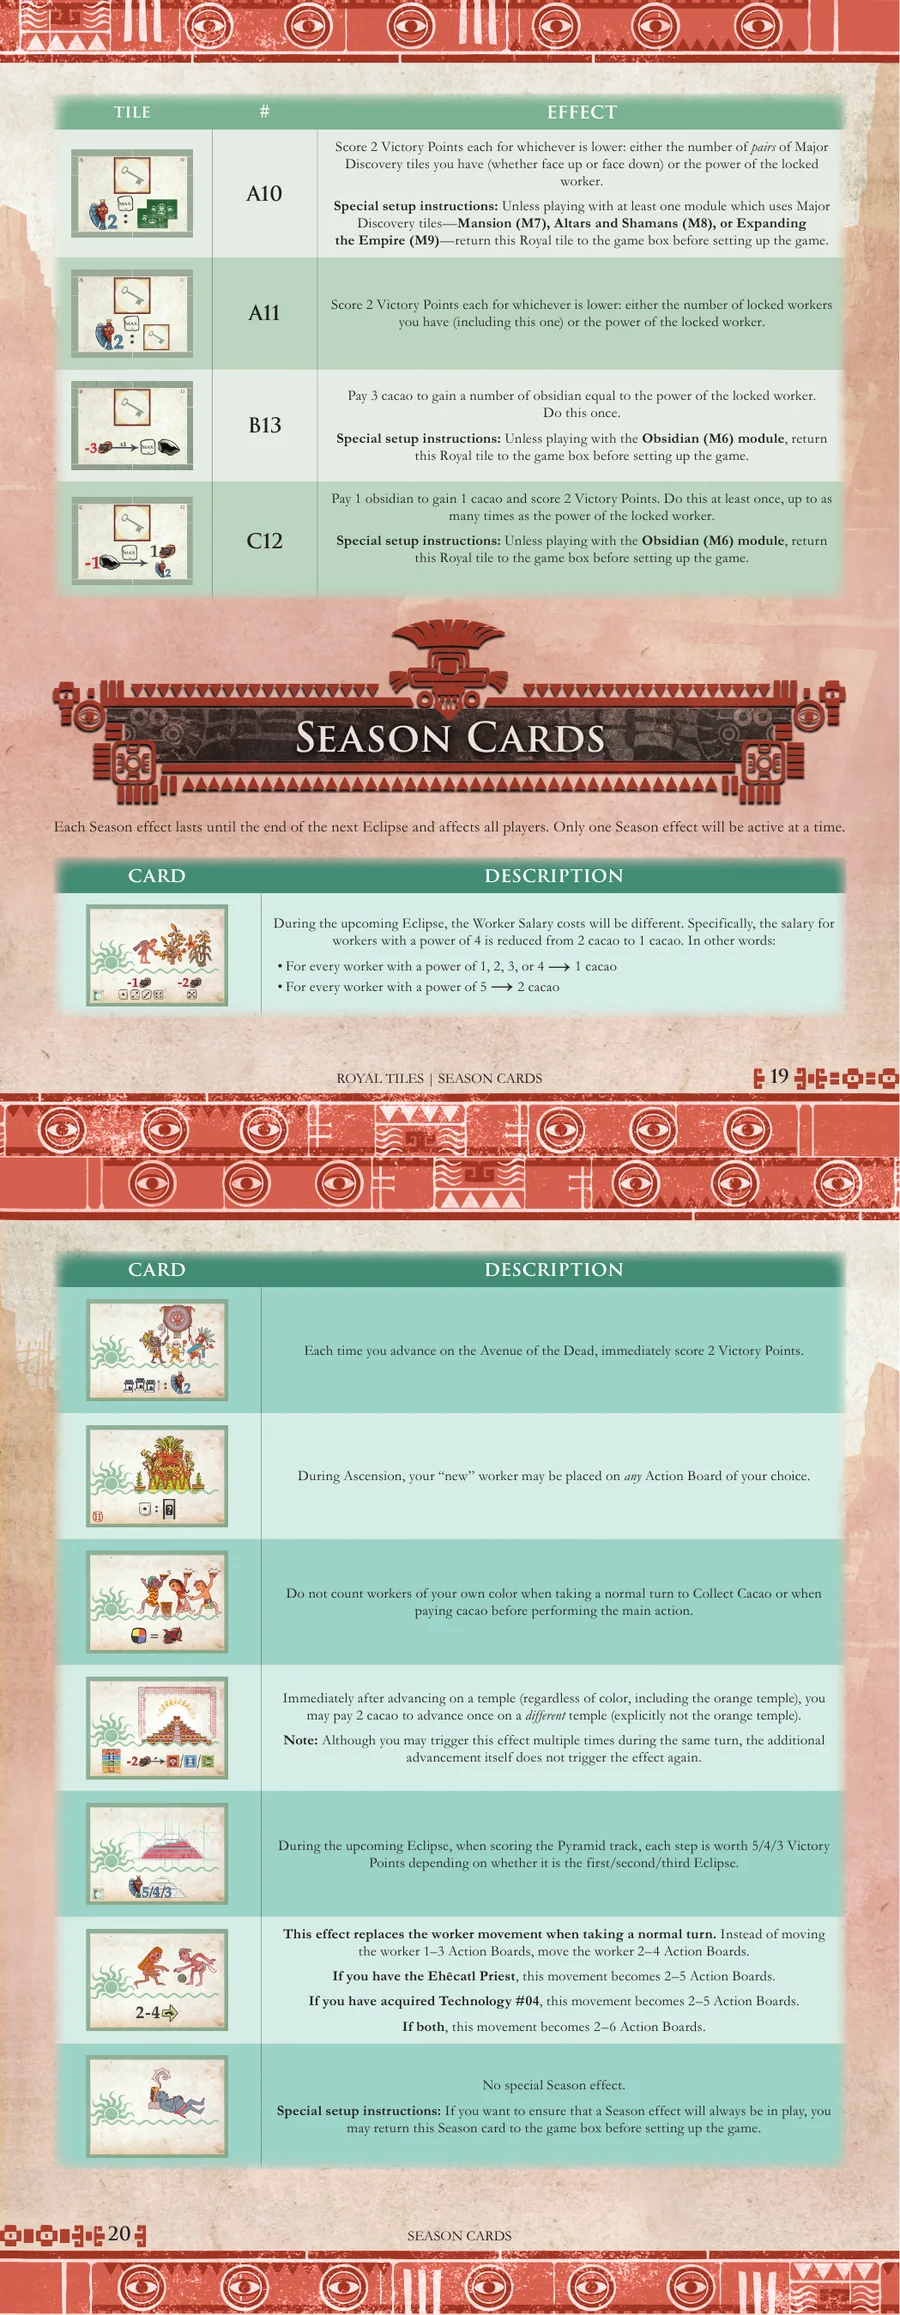 TILE # EFFECT
A10
Score 2 Victory Points each for whichever is lower: either the number of pairs of Major
Discovery tiles you have (whether face up or face down) or the power of the locked
worker.
Special setup instructions: Unless playing with at least one module which uses Major
Discovery tiles—Mansion (M7), Altars and Shamans (M8), or Expanding
the Empire (M9)—return this Royal tile to the game box before setting up the game.
MAX
2 :
A11
Score 2 Victory Points each for whichever is lower: either the number of locked workers
you have (including this one) or the power of the locked worker.
MAX
2 :
B13
Pay 3 cacao to gain a number of obsidian equal to the power of the locked worker.
Do this once.
Special setup instructions: Unless playing with the Obsidian (M6) module, return
this Royal tile to the game box before setting up the game.
-3 x1 MAX
C12
Pay 1 obsidian to gain 1 cacao and score 2 Victory Points. Do this at least once, up to as
many times as the power of the locked worker.
Special setup instructions: Unless playing with the Obsidian (M6) module, return
this Royal tile to the game box before setting up the game.
MAX 1
-1 2
SEASON CARDS
Each Season effect lasts until the end of the next Eclipse and affects all players. Only one Season effect will be active at a time.
CARD DESCRIPTION
-1 -2
During the upcoming Eclipse, the Worker Salary costs will be different. Specifically, the salary for
workers with a power of 4 is reduced from 2 cacao to 1 cacao. In other words:
• For every worker with a power of 1, 2, 3, or 4 ⟶ 1 cacao
• For every worker with a power of 5 ⟶ 2 cacao
ROYAL TILES | SEASON CARDS 19
CARD DESCRIPTION
: 2
Each time you advance on the Avenue of the Dead, immediately score 2 Victory Points.
: ?
During Ascension, your “new” worker may be placed on any Action Board of your choice.
=
Do not count workers of your own color when taking a normal turn to Collect Cacao or when
paying cacao before performing the main action.
-2 / /
Immediately after advancing on a temple (regardless of color, including the orange temple), you
may pay 2 cacao to advance once on a different temple (explicitly not the orange temple).
Note: Although you may trigger this effect multiple times during the same turn, the additional
advancement itself does not trigger the effect again.
5/4/3
During the upcoming Eclipse, when scoring the Pyramid track, each step is worth 5/4/3 Victory
Points depending on whether it is the first/second/third Eclipse.
2-4
This effect replaces the worker movement when taking a normal turn. Instead of moving
the worker 1–3 Action Boards, move the worker 2–4 Action Boards.
If you have the Ehēcatl Priest, this movement becomes 2–5 Action Boards.
If you have acquired Technology #04, this movement becomes 2–5 Action Boards.
If both, this movement becomes 2–6 Action Boards.
No special Season effect.
Special setup instructions: If you want to ensure that a Season effect will always be in play, you
may return this Season card to the game box before setting up the game.
20 SEASON CARDS